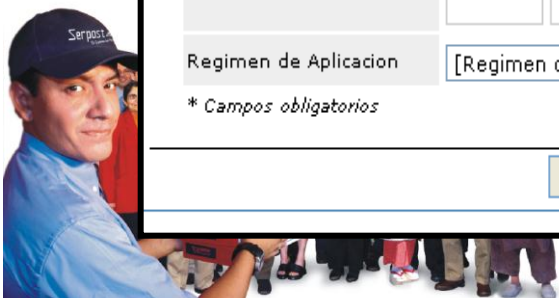 Serpost
Regimen de Aplicacion
[Regimen
* Campos obligatorios